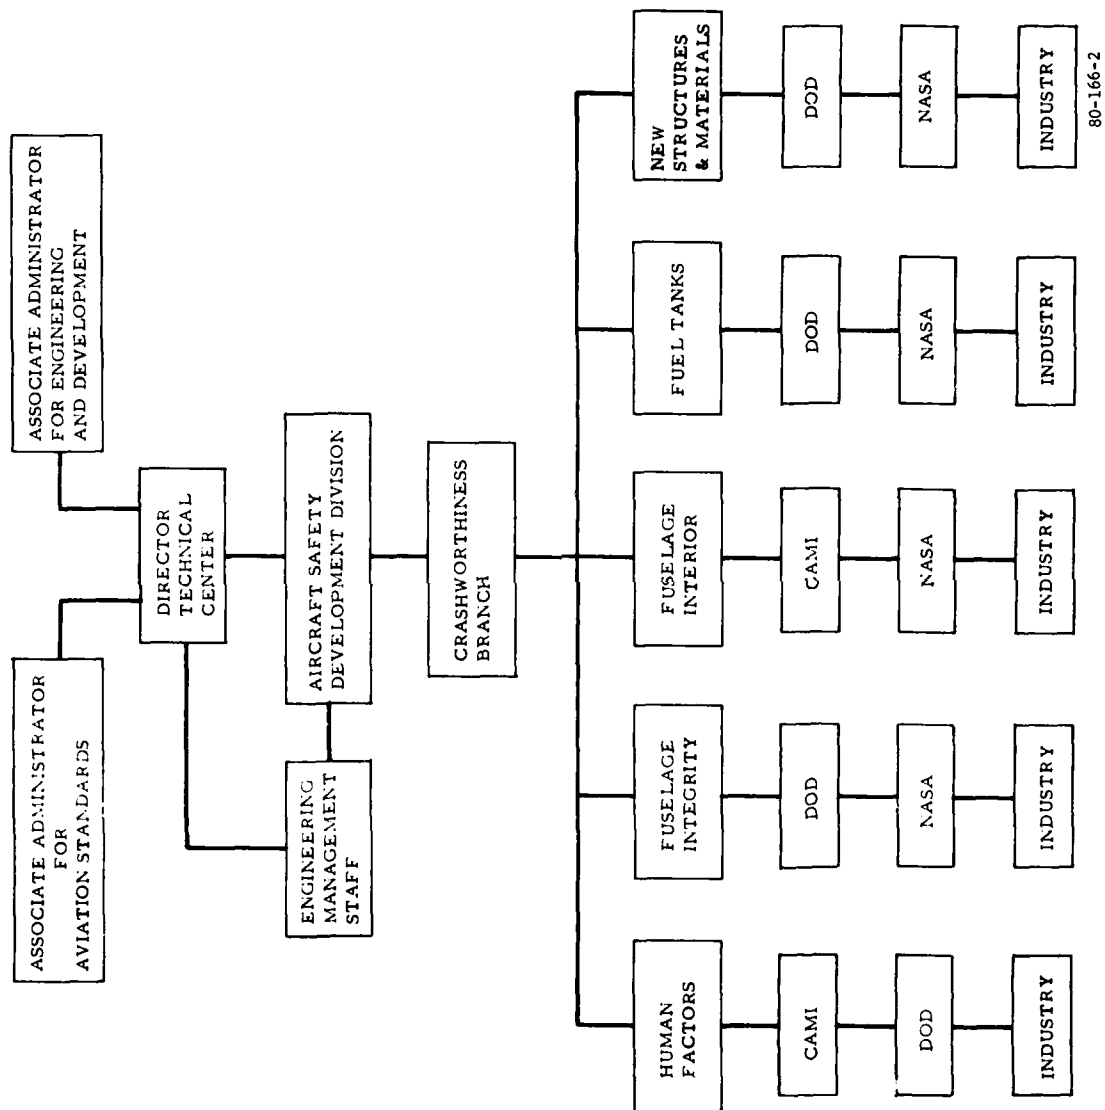 ASSOCIATE ADMINISTRATOR
FOR
AVIATION STANDARDS
ASSOCIATE ADMINISTRATOR
FOR ENGINEERING
AND DEVELOPMENT
DIRECTOR
TECHNICAL
CENTER
ENGINEERING
MANAGEMENT
STAFF
AIRCRAFT SAFETY
DEVELOPMENT DIVISION
CRASHWORTHINESS
BRANCH
HUMAN
FACTORS
FUSELAGE
INTEGRITY
FUSELAGE
INTERIOR
FUEL TANKS
NEW
STRUCTURES
& MATERIALS
CAMI
DOD
CAMI
DOD
DOD
DOD
NASA
NASA
NASA
NASA
INDUSTRY
INDUSTRY
INDUSTRY
INDUSTRY
INDUSTRY
80-166-2